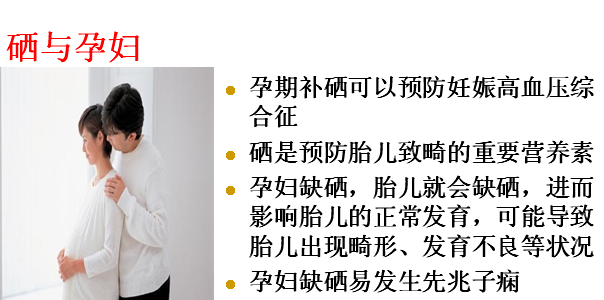 硒与孕妇
孕期补硒可以预防妊娠高血压综
合征
硒是预防胎儿致畸的重要营养素
孕妇缺硒，胎儿就会缺硒，进而
影响胎儿的正常发育，可能导致
胎儿出现畸形、发育不良等状况
孕妇缺硒易发生先兆子痫